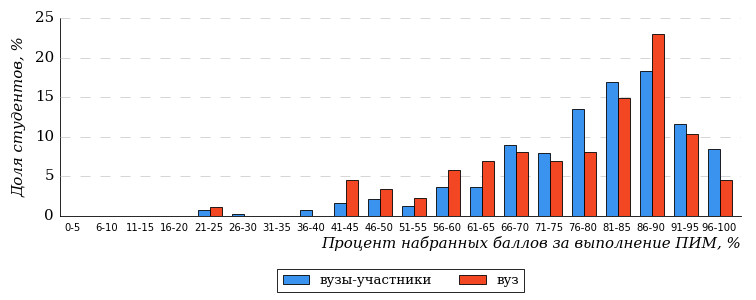 25
20
15
10
5
0
Доля студентов, %
0-5 6-10 11-15 16-20 21-25 26-30 31-35 36-40 41-45 46-50 51-55 56-60 61-65 66-70 71-75 76-80 81-85 86-90 91-95 96-100
Процент набранных баллов за выполнение ПИМ, %
вузы-участники вуз